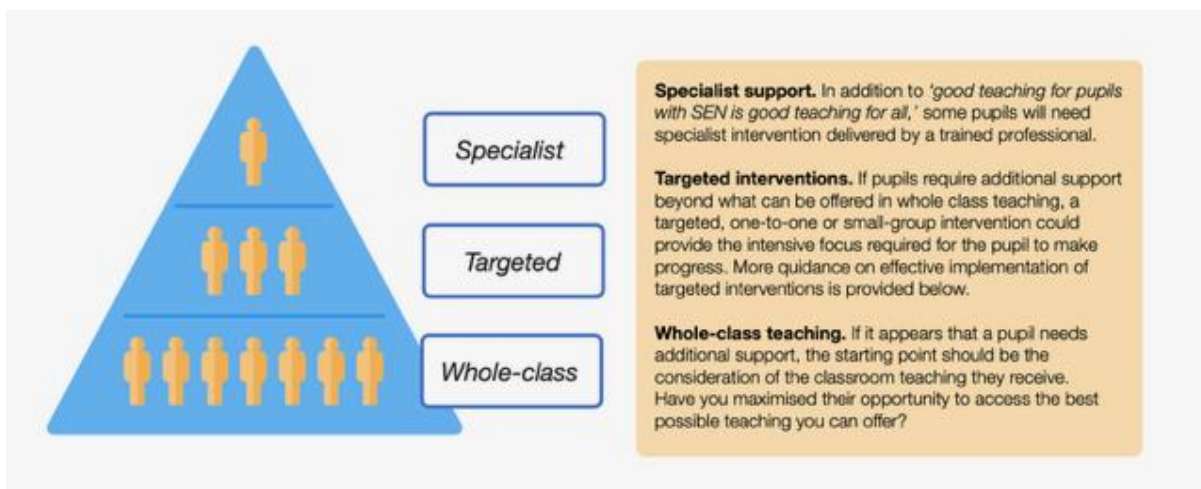 Specialist
Targeted
Whole-class
Specialist support. In addition to ‘good teaching for pupils
with SEN is good teaching for all,’ some pupils will need
specialist intervention delivered by a trained professional.
Targeted interventions. If pupils require additional support
beyond what can be offered in whole class teaching, a
targeted, one-to-one or small-group intervention could
provide the intensive focus required for the pupil to make
progress. More quidance on effective implementation of
targeted interventions is provided below.
Whole-class teaching. If it appears that a pupil needs
additional support, the starting point should be the
consideration of the classroom teaching they receive.
Have you maximised their opportunity to access the best
possible teaching you can offer?